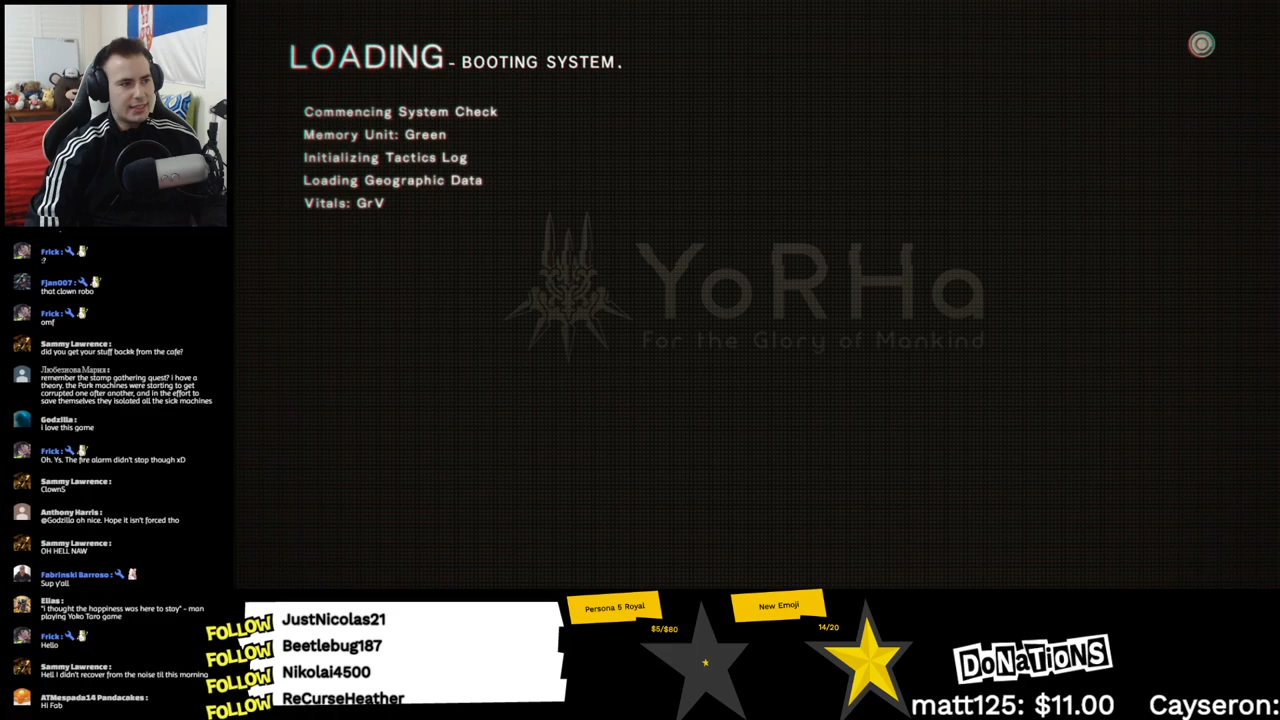 LOADING - BOOTING SYSTEM.
Commencing System Check
Memory Unit: Green
Initializing Tactics Log
Loading Geographic Data
Vitals: GrV
YoRHa
For the Glory of Mankind
Frick :
:?
Fjan007 :
that clown robo
Frick :
omf
Sammy Lawrence :
did you get your stuff backk from the cafe?
Любезнова Мария :
remember the stamp gathering quest? i have a
theory. the Park machines were starting to get
corrupted one after another, and in the effort to
save themselves they isolated all the sick machines
Godzilla :
I love this game
Frick :
Oh. Ys. The fire alarm didn't stop though xD
Sammy Lawrence :
ClownS
Anthony Harris :
@Godzilla oh nice. Hope it isn't forced tho
Sammy Lawrence :
OH HELL NAW
Fabrinski Barroso :
Sup y'all
Elias :
"I thought the happiness was here to stay" - man
playing Yoko Taro game
Frick :
Hello
Sammy Lawrence :
Hell I didn't recover from the noise til this morning
ATMespada14 Pandacakes :
Hi Fab
FOLLOW JustNicolas21
FOLLOW Beetlebug187
FOLLOW Nikolai4500
FOLLOW ReCurseHeather
Persona 5 Royal
$5/$80
New Emoji
14/20
DONATIONS
matt125: $11.00 Cayseron: